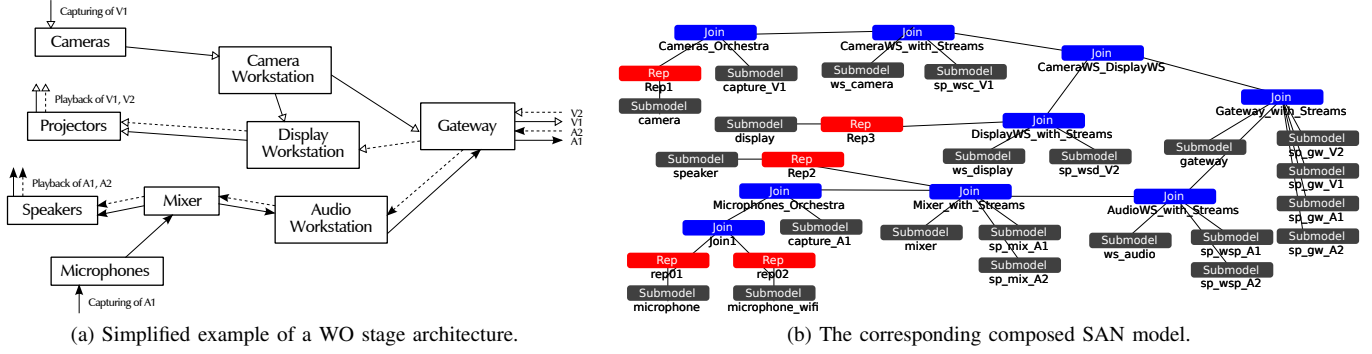 Capturing of V1
Cameras
Camera
Workstation
Playback of V1, V2
Projectors
Display
Workstation
Gateway
V2
V1
A2
A1
Playback of A1, A2
Speakers
Mixer
Audio
Workstation
Microphones
Capturing of A1
(a) Simplified example of a WO stage architecture.
Join
Cameras_Orchestra
Join
CameraWS_with_Streams
Join
CameraWS_DisplayWS
Rep
Rep1
Submodel
capture_V1
Submodel
ws_camera
Submodel
sp_wsc_V1
Submodel
camera
Join
Gateway_with_Streams
Submodel
display
Rep
Rep3
Join
DisplayWS_with_Streams
Submodel
gateway
Submodel
sp_gw_V2
Submodel
sp_gw_V1
Submodel
sp_gw_A1
Submodel
sp_gw_A2
Submodel
speaker
Rep
Rep2
Submodel
ws_display
Submodel
sp_wsd_V2
Join
Microphones_Orchestra
Join
Mixer_with_Streams
Join
AudioWS_with_Streams
Join
Join1
Submodel
capture_A1
Submodel
mixer
Submodel
sp_mix_A1
Submodel
sp_mix_A2
Submodel
ws_audio
Submodel
sp_wsp_A1
Submodel
sp_wsp_A2
Rep
rep01
Rep
rep02
Submodel
microphone
Submodel
microphone_wifi
(b) The corresponding composed SAN model.